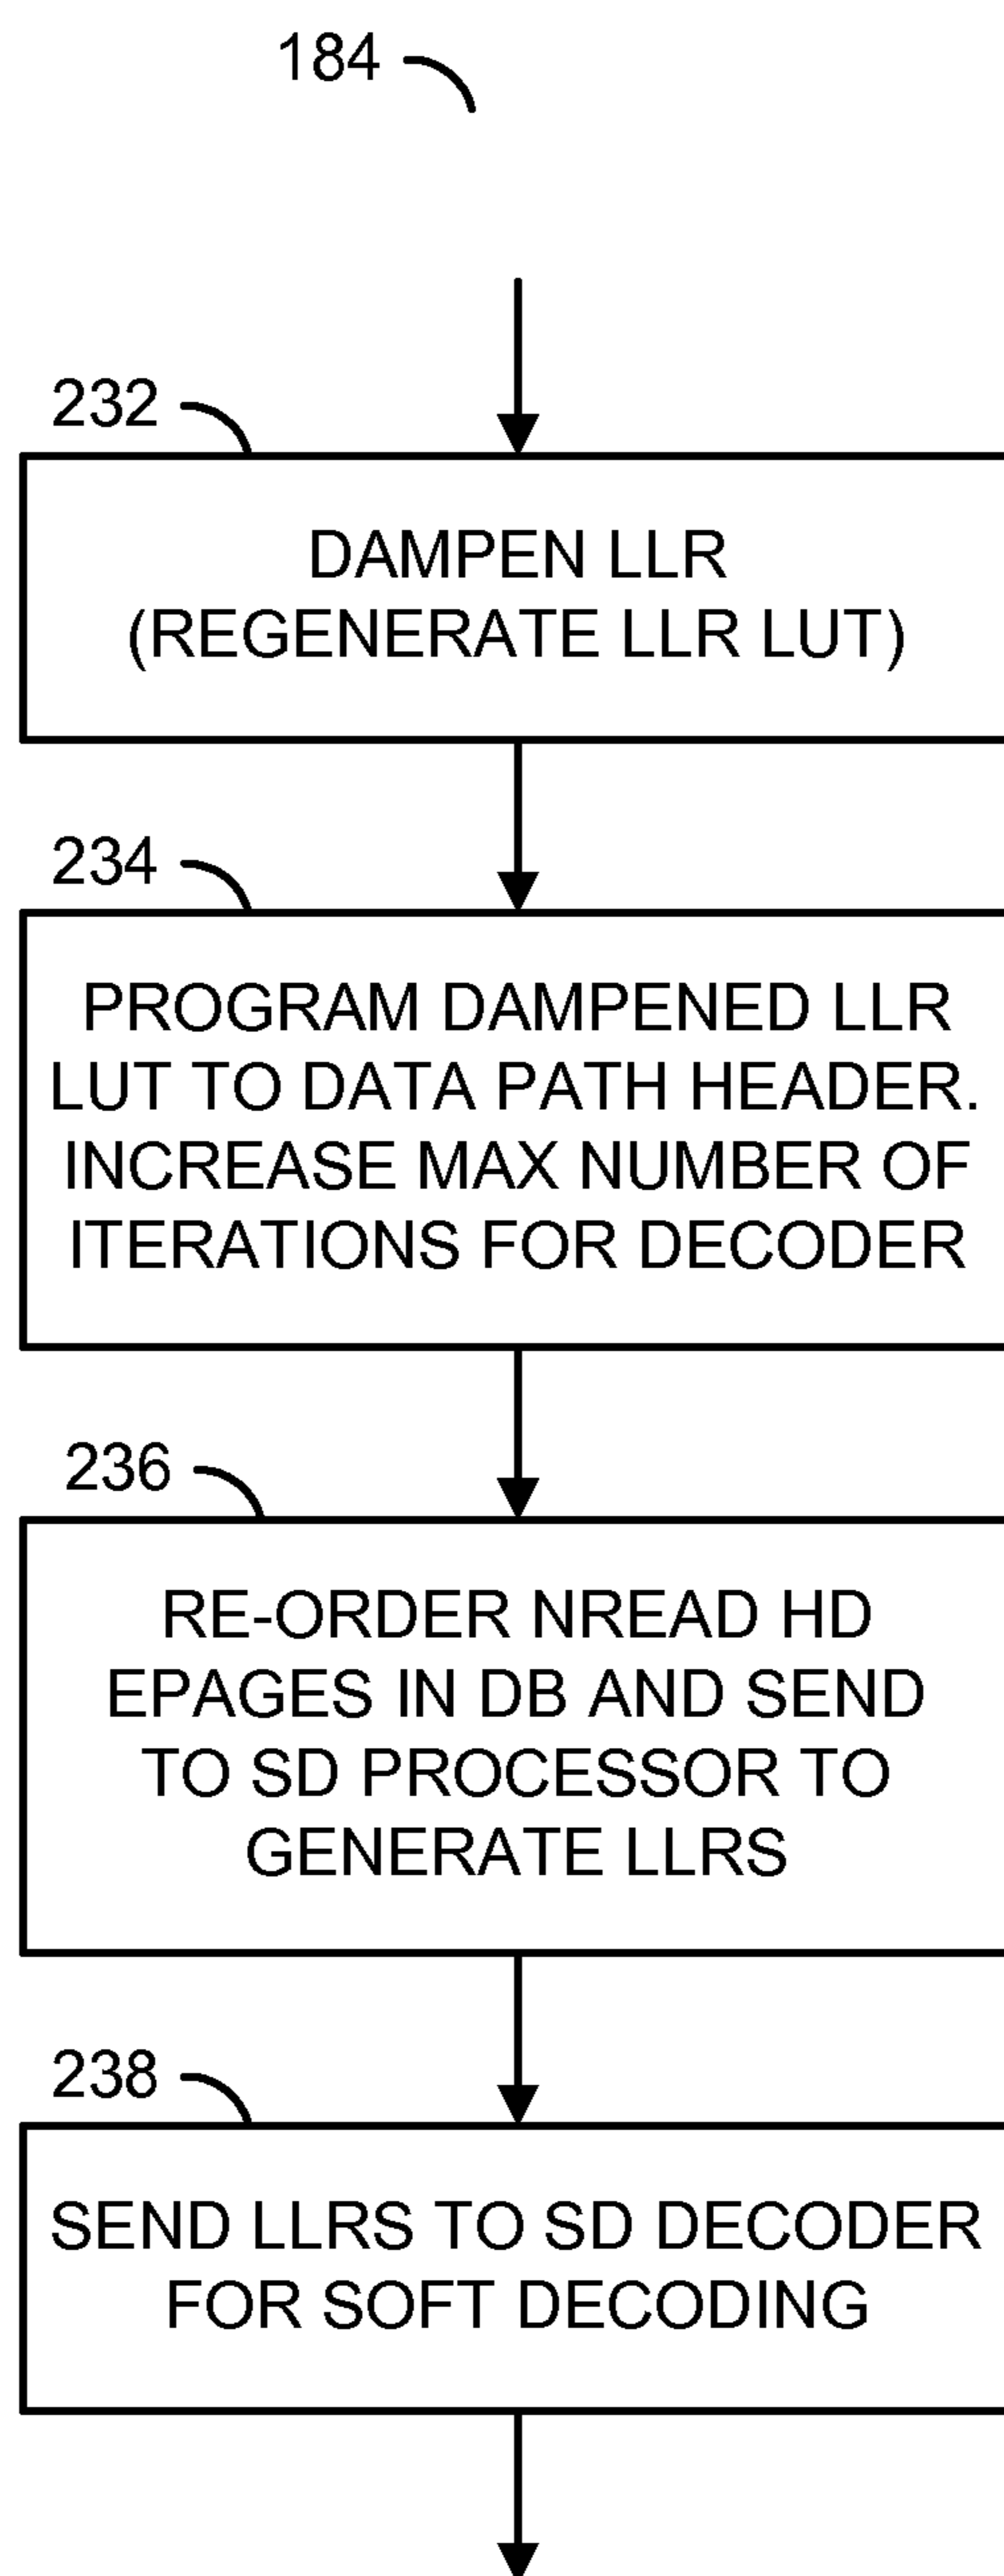 184
232
DAMPEN LLR
(REGENERATE LLR LUT)
234
PROGRAM DAMPENED LLR
LUT TO DATA PATH HEADER.
INCREASE MAX NUMBER OF
ITERATIONS FOR DECODER
236
RE-ORDER NREAD HD
EPAGES IN DB AND SEND
TO SD PROCESSOR TO
GENERATE LLRS
238
SEND LLRS TO SD DECODER
FOR SOFT DECODING